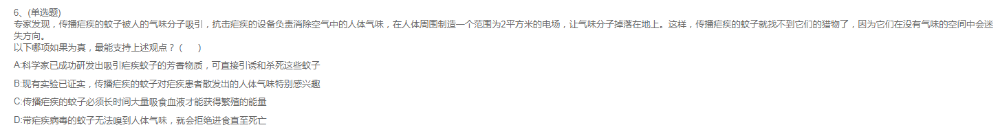 6、(单选题)
专家发现，传播疟疾的蚊子被人的气味分子吸引，抗击疟疾的设备负责消除空气中的人体气味，在人体周围制造一个范围为2平方米的电场，让气味分子掉落在地上。这样，传播疟疾的蚊子就找不到它们的猎物了，因为它们在没有气味的空间中会迷
失方向。
以下哪项如果为真，最能支持上述观点？（　　）
A:科学家已成功研发出吸引疟疾蚊子的芳香物质，可直接引诱和杀死这些蚊子
B:现有实验已证实，传播疟疾的蚊子对疟疾患者散发出的人体气味特别感兴趣
C:传播疟疾的蚊子必须长时间大量吸食血液才能获得繁殖的能量
D:带疟疾病毒的蚊子无法嗅到人体气味，就会拒绝进食直至死亡